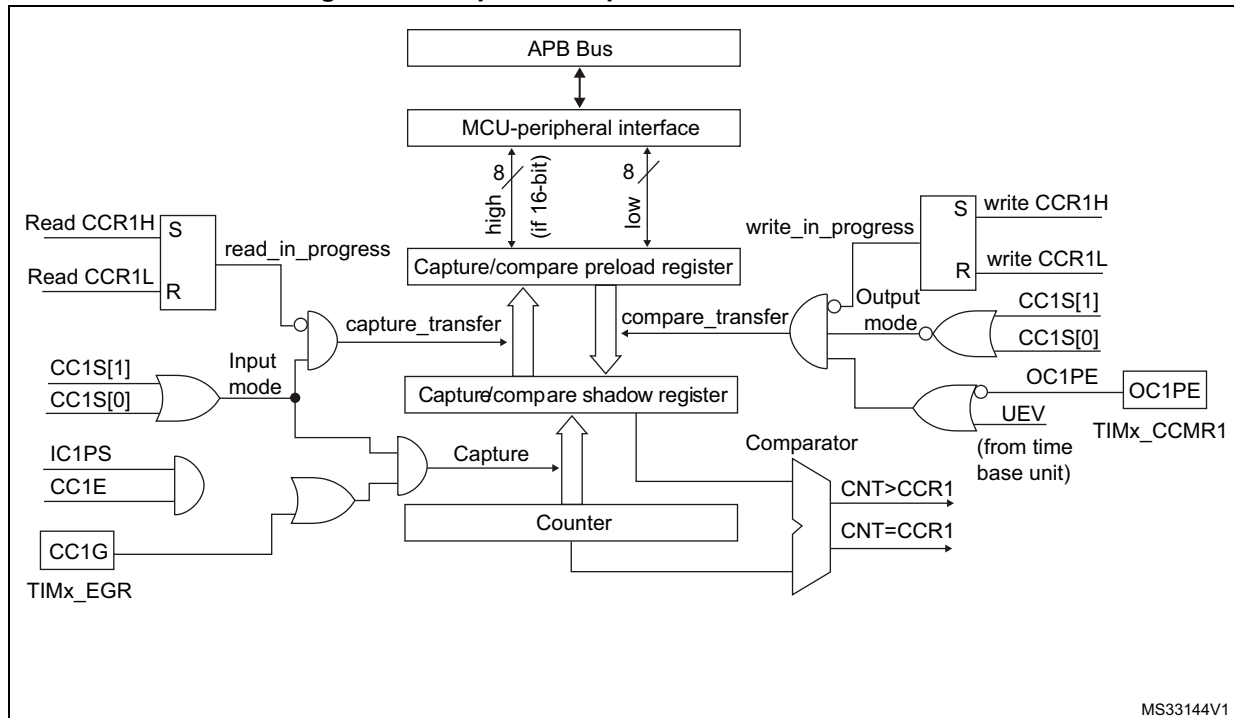 APB Bus
MCU-peripheral interface
8
high
(if 16-bit)
8
low
Read CCR1H
S
read_in_progress
Read CCR1L
R
write_in_progress
S
write CCR1H
R
write CCR1L
Capture/compare preload register
capture_transfer
compare_transfer
Output
mode
CC1S[1]
CC1S[0]
CC1S[1]
CC1S[0]
Input
mode
Capture/compare shadow register
OC1PE
OC1PE
UEV
TIMx_CCMR1
(from time
base unit)
IC1PS
CC1E
Capture
Comparator
CNT>CCR1
CNT=CCR1
Counter
CC1G
TIMx_EGR
MS33144V1